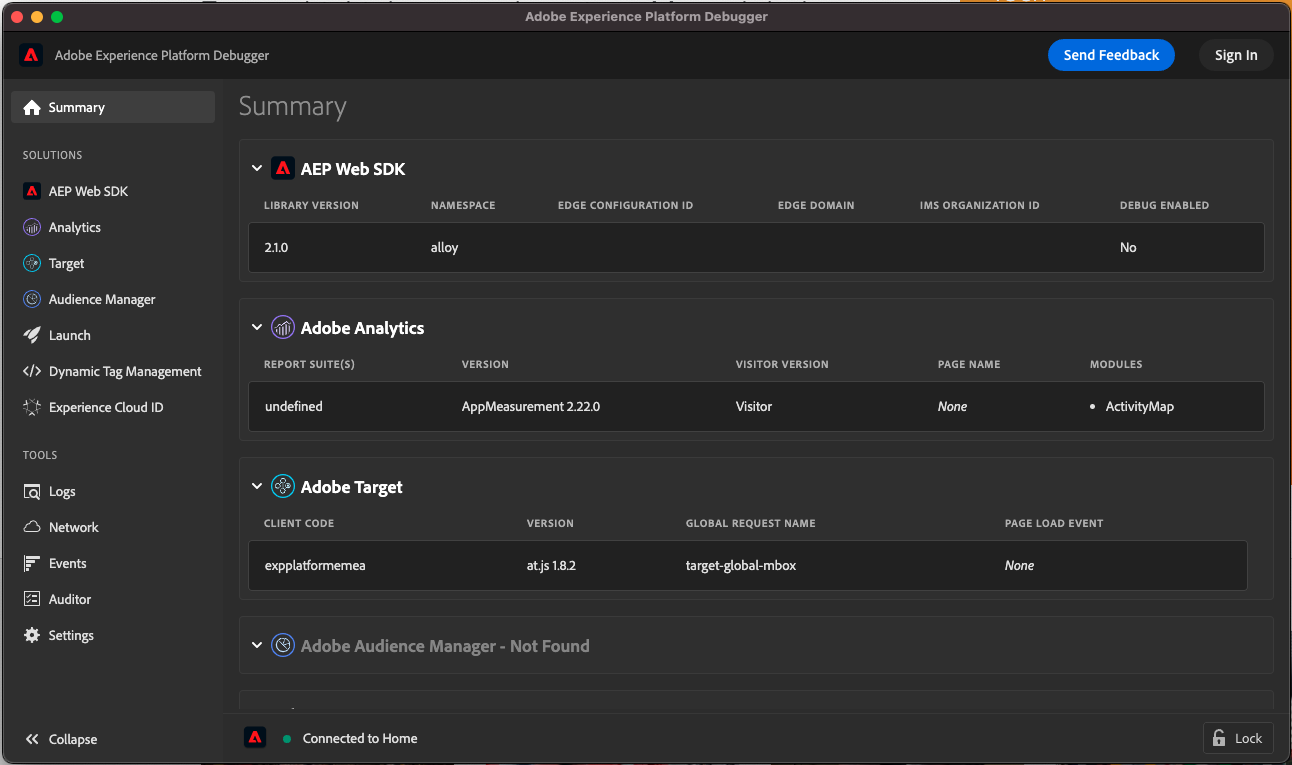 Adobe Experience Platform Debugger
Adobe Experience Platform Debugger
Send Feedback
Sign In
Summary
SOLUTIONS
AEP Web SDK
Analytics
Target
Audience Manager
Launch
Dynamic Tag Management
Experience Cloud ID
TOOLS
Logs
Network
Events
Auditor
Settings
Collapse
Summary
AEP Web SDK
LIBRARY VERSION NAMESPACE EDGE CONFIGURATION ID EDGE DOMAIN IMS ORGANIZATION ID DEBUG ENABLED
2.1.0 alloy No
Adobe Analytics
REPORT SUITE(S) VERSION VISITOR VERSION PAGE NAME MODULES
undefined AppMeasurement 2.22.0 Visitor None • ActivityMap
Adobe Target
CLIENT CODE VERSION GLOBAL REQUEST NAME PAGE LOAD EVENT
expplatformemea at.js 1.8.2 target-global-mbox None
Adobe Audience Manager - Not Found
Connected to Home
Lock